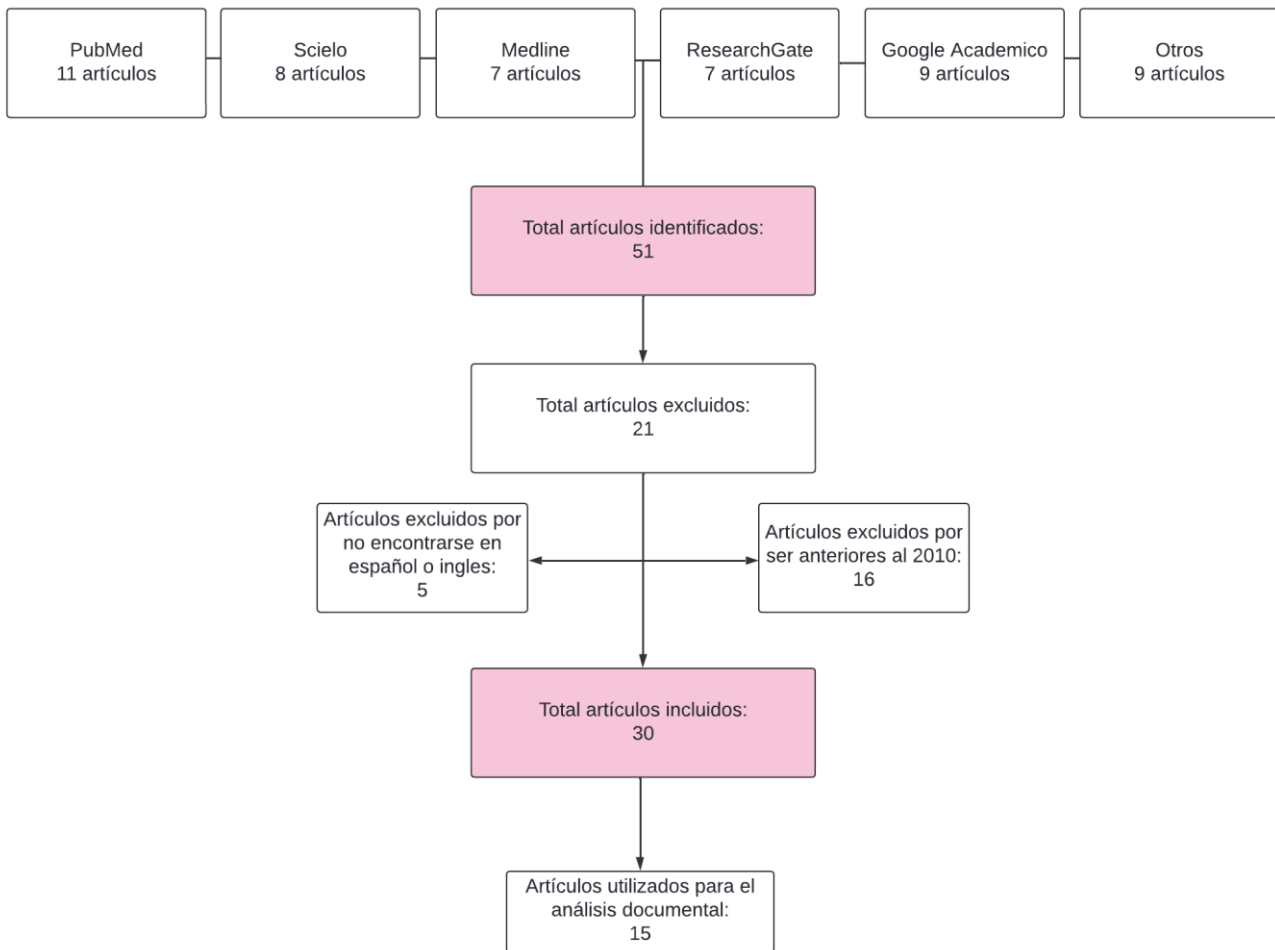 PubMed
11 artículos
Scielo
8 artículos
Medline
7 artículos
ResearchGate
7 artículos
Google Academico
9 artículos
Otros
9 artículos
Total artículos identificados:
51
Total artículos excluidos:
21
Artículos excluidos por
no encontrarse en
español o ingles:
5
Artículos excluidos por
ser anteriores al 2010:
16
Total artículos incluidos:
30
Artículos utilizados para el
análisis documental:
15